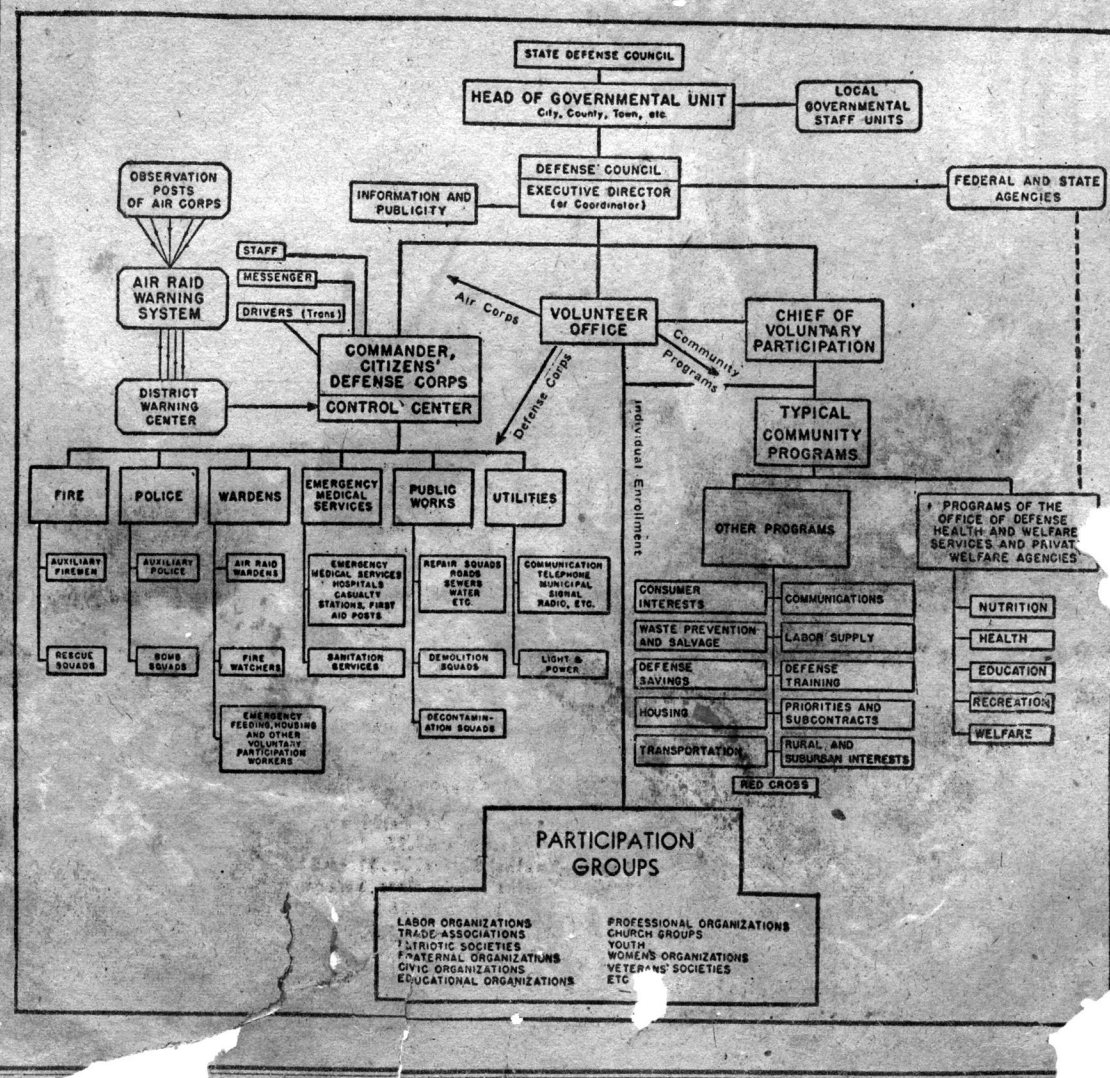 STATE DEFENSE COUNCIL
HEAD OF GOVERNMENTAL UNIT
City, County, Town, etc.
LOCAL
GOVERNMENTAL
STAFF UNITS
DEFENSE COUNCIL
EXECUTIVE DIRECTOR
(or Coordinator)
INFORMATION AND
PUBLICITY
FEDERAL AND STATE
AGENCIES
OBSERVATION
POSTS
OF AIR CORPS
AIR RAID
WARNING
SYSTEM
DISTRICT
WARNING
CENTER
STAFF
MESSENGER
DRIVERS (Trans)
COMMANDER,
CITIZENS'
DEFENSE CORPS
CONTROL CENTER
Air Corps
VOLUNTEER
OFFICE
Defense Corps
Community
Programs
Individual Enrollment
CHIEF OF
VOLUNTARY
PARTICIPATION
TYPICAL
COMMUNITY
PROGRAMS
FIRE
POLICE
WARDENS
EMERGENCY
MEDICAL
SERVICES
PUBLIC
WORKS
UTILITIES
AUXILIARY
FIREMEN
RESCUE
SQUADS
AUXILIARY
POLICE
BOMB
SQUADS
AIR RAID
WARDENS
FIRE
WATCHERS
EMERGENCY
FEEDING, HOUSING
AND OTHER
VOLUNTARY
PARTICIPATION
WORKERS
EMERGENCY
MEDICAL SERVICES
HOSPITALS
CASUALTY
STATIONS, FIRST
AID POSTS
SANITATION
SERVICES
REPAIR SQUADS
ROADS
SEWERS
WATER
ETC.
DEMOLITION
SQUADS
DECONTAMIN-
ATION SQUADS
COMMUNICATION
TELEPHONE
MUNICIPAL
SIGNAL
RADIO, ETC.
LIGHT &
POWER
OTHER PROGRAMS
PROGRAMS OF THE
OFFICE OF DEFENSE
HEALTH AND WELFARE
SERVICES AND PRIVAT
WELFARE AGENCIES
CONSUMER
INTERESTS
WASTE PREVENTION
AND SALVAGE
DEFENSE
SAVINGS
HOUSING
TRANSPORTATION
COMMUNICATIONS
LABOR SUPPLY
DEFENSE
TRAINING
PRIORITIES AND
SUBCONTRACTS
RURAL AND
SUBURBAN INTERESTS
RED CROSS
NUTRITION
HEALTH
EDUCATION
RECREATION
WELFARE
PARTICIPATION
GROUPS
LABOR ORGANIZATIONS
TRADE ASSOCIATIONS
PATRIOTIC SOCIETIES
FRATERNAL ORGANIZATIONS
CIVIC ORGANIZATIONS
EDUCATIONAL ORGANIZATIONS
PROFESSIONAL ORGANIZATIONS
CHURCH GROUPS
YOUTH
WOMEN'S ORGANIZATIONS
VETERANS' SOCIETIES
ETC